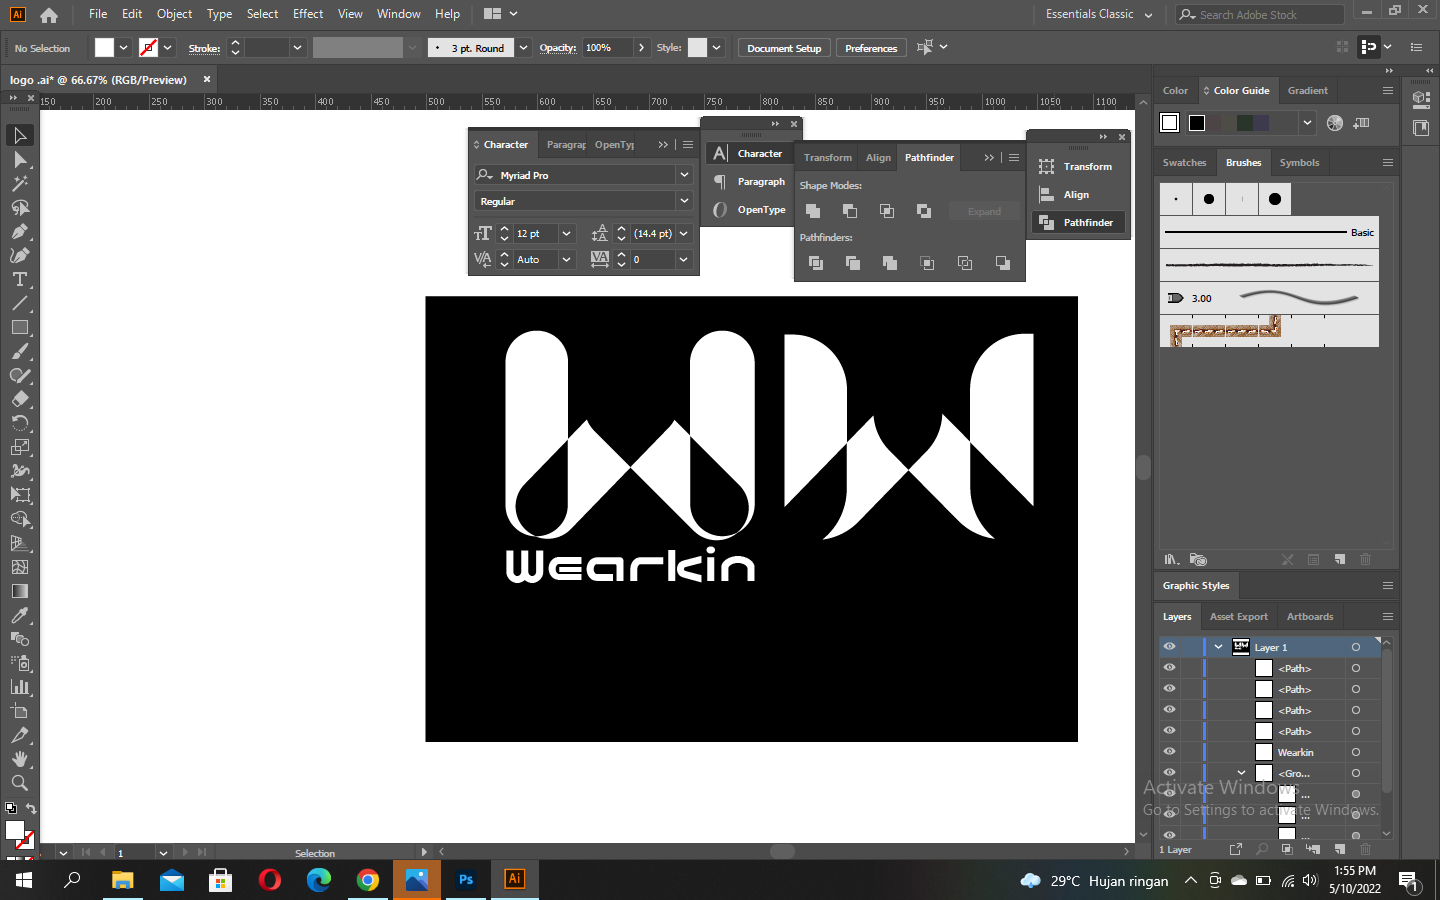 Ai File Edit Object Type Select Effect View Window Help Essentials Classic Search Adobe Stock
No Selection Stroke: 3 pt. Round Opacity: 100% Style: Document Setup Preferences
logo .ai* @ 66.67% (RGB/Preview)
150 200 250 300 350 400 450 500 550 600 650 700 750 800 850 900 950 1000 1050 1100
Character Paragrap OpenTyp
Myriad Pro
Regular
12 pt (14.4 pt)
Auto 0
Character
Paragraph
OpenType
Transform Align Pathfinder
Shape Modes:
Expand
Pathfinders:
Transform
Align
Pathfinder
Wearkin
Color Color Guide Gradient
Swatches Brushes Symbols
Basic
3.00
Graphic Styles
Layers Asset Export Artboards
Layer 1
<Path>
<Path>
<Path>
<Path>
Wearkin
<Gro...
...
...
...
1 Layer
Activate Windows
Go to Settings to activate Windows.
1 Selection
Ps Ai
29°C Hujan ringan
1:55 PM
5/10/2022
1